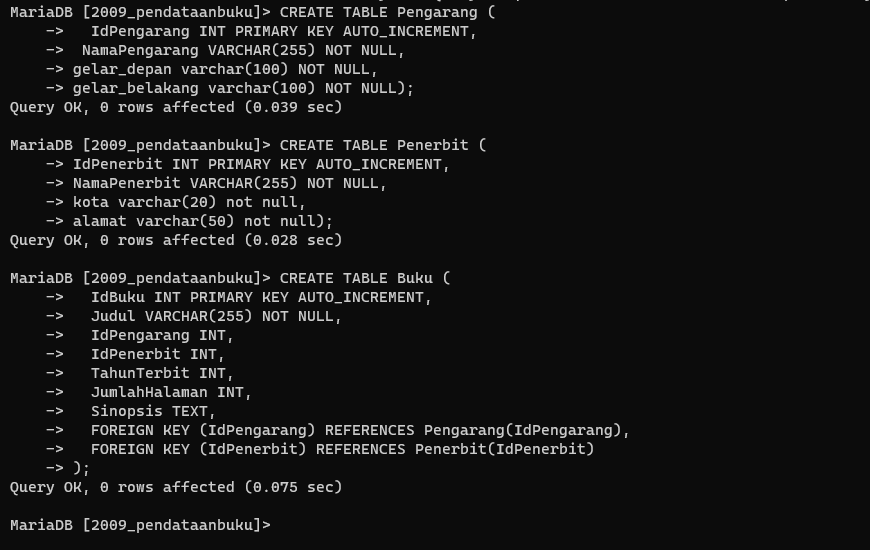 MariaDB [2009_pendataanbuku]> CREATE TABLE Pengarang (
    ->   IdPengarang INT PRIMARY KEY AUTO_INCREMENT,
    ->  NamaPengarang VARCHAR(255) NOT NULL,
    -> gelar_depan varchar(100) NOT NULL,
    -> gelar_belakang varchar(100) NOT NULL);
Query OK, 0 rows affected (0.039 sec)

MariaDB [2009_pendataanbuku]> CREATE TABLE Penerbit (
    -> IdPenerbit INT PRIMARY KEY AUTO_INCREMENT,
    -> NamaPenerbit VARCHAR(255) NOT NULL,
    -> kota varchar(20) not null,
    -> alamat varchar(50) not null);
Query OK, 0 rows affected (0.028 sec)

MariaDB [2009_pendataanbuku]> CREATE TABLE Buku (
    ->   IdBuku INT PRIMARY KEY AUTO_INCREMENT,
    ->   Judul VARCHAR(255) NOT NULL,
    ->   IdPengarang INT,
    ->   IdPenerbit INT,
    ->   TahunTerbit INT,
    ->   JumlahHalaman INT,
    ->   Sinopsis TEXT,
    ->   FOREIGN KEY (IdPengarang) REFERENCES Pengarang(IdPengarang),
    ->   FOREIGN KEY (IdPenerbit) REFERENCES Penerbit(IdPenerbit)
    -> );
Query OK, 0 rows affected (0.075 sec)

MariaDB [2009_pendataanbuku]>